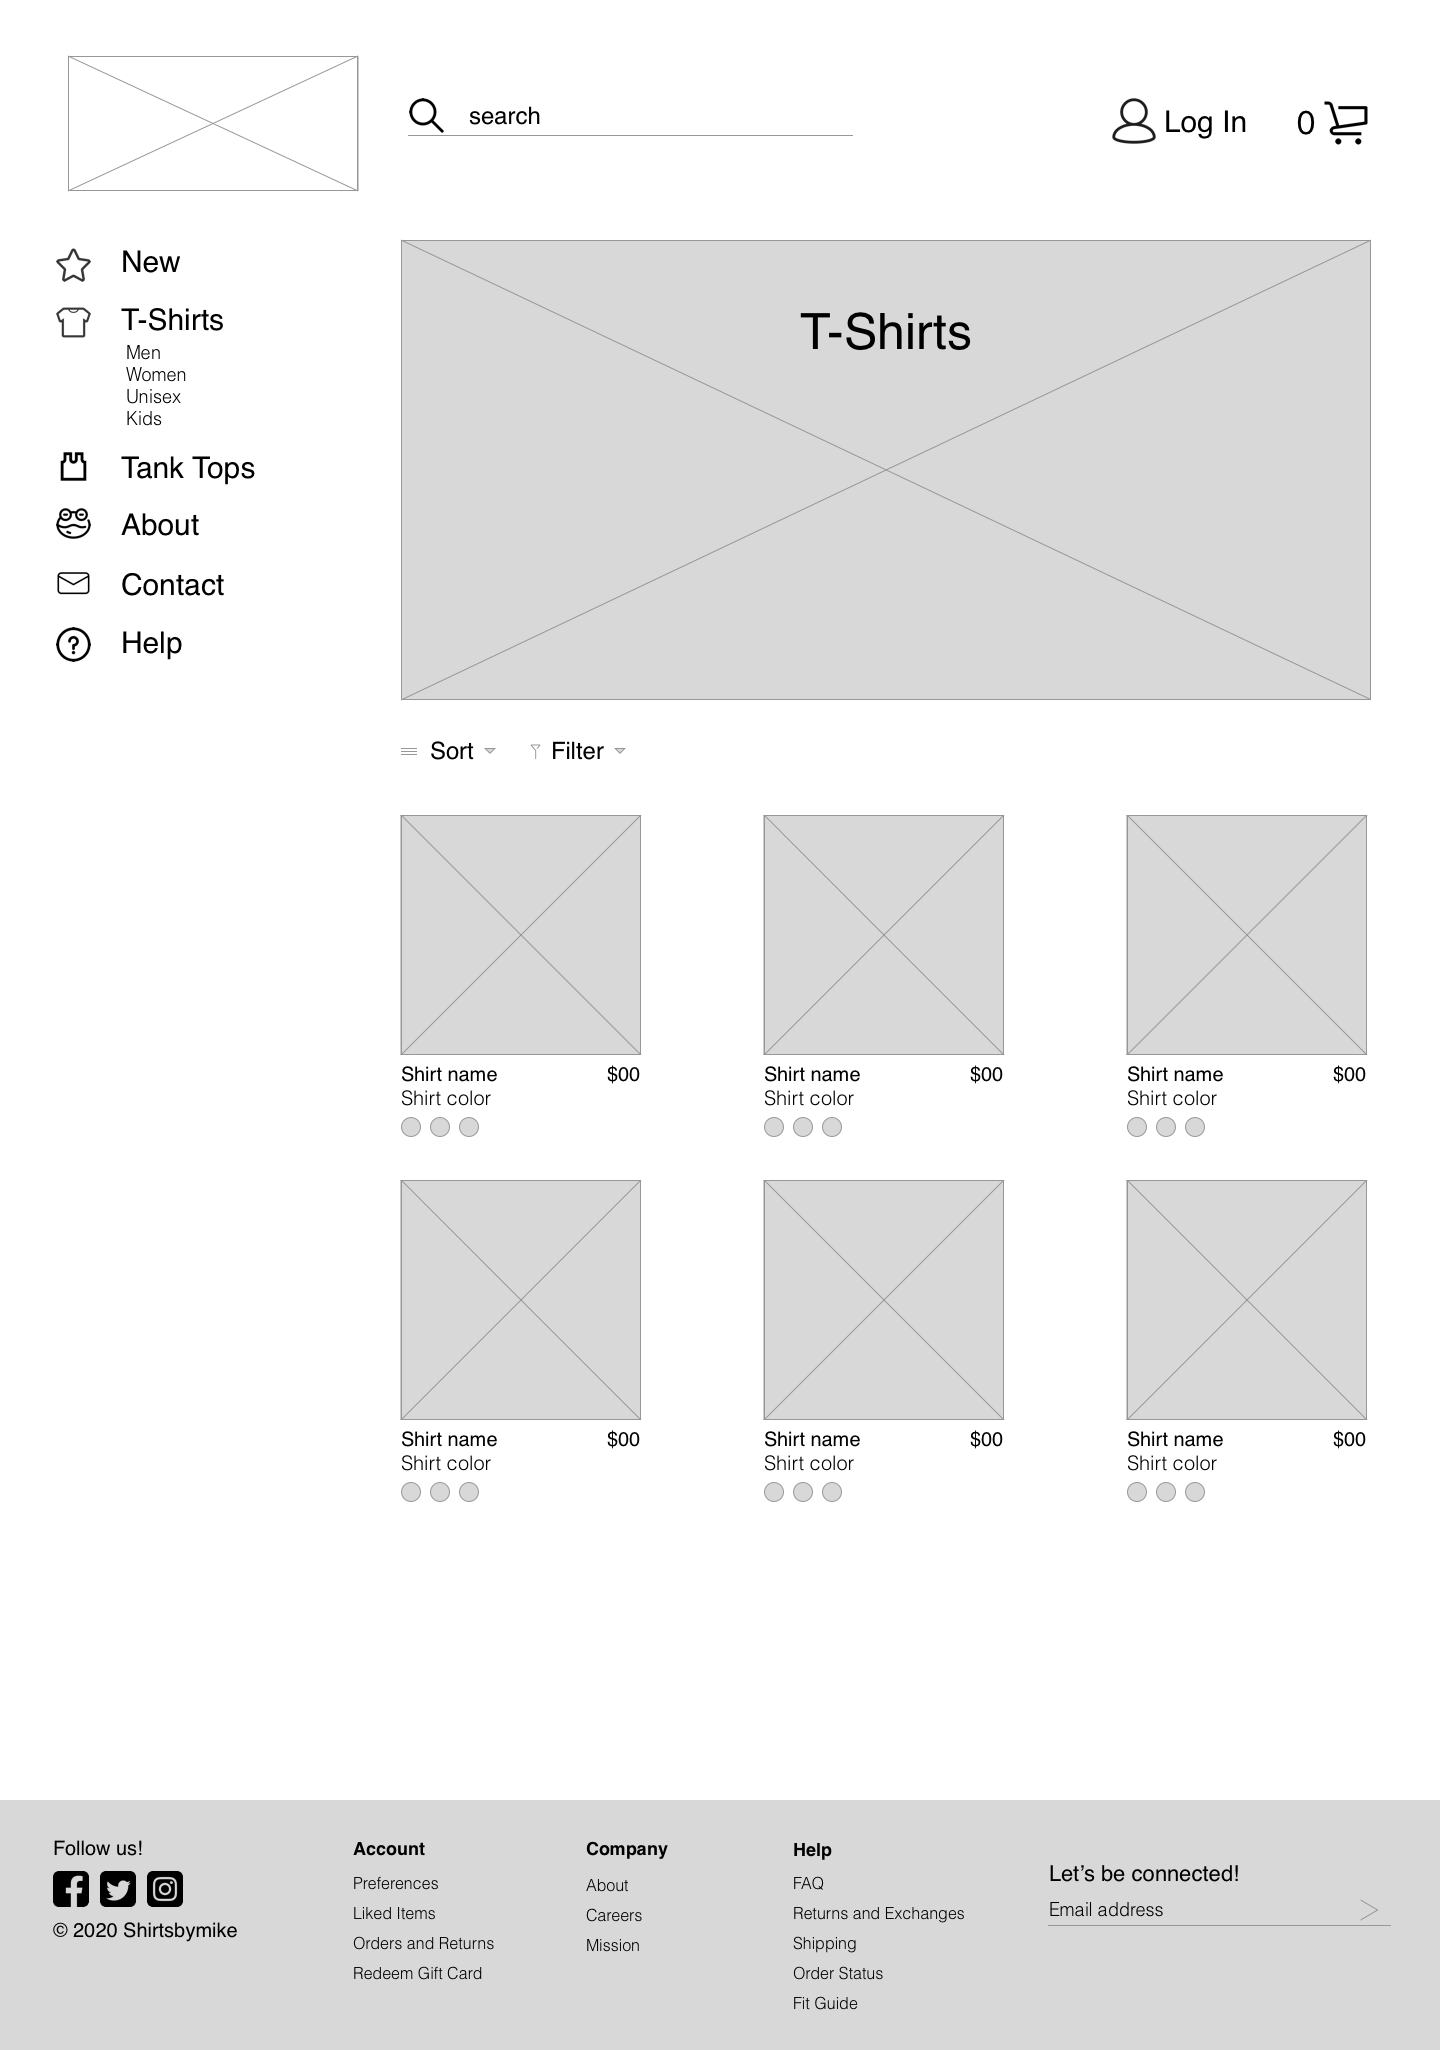 search
Log In
0
New
T-Shirts
Men
Women
Unisex
Kids
Tank Tops
About
Contact
Help
T-Shirts
Sort
Filter
Shirt name $00
Shirt color
Shirt name $00
Shirt color
Shirt name $00
Shirt color
Shirt name $00
Shirt color
Shirt name $00
Shirt color
Shirt name $00
Shirt color
Follow us!
© 2020 Shirtsbymike
Account
Preferences
Liked Items
Orders and Returns
Redeem Gift Card
Company
About
Careers
Mission
Help
FAQ
Returns and Exchanges
Shipping
Order Status
Fit Guide
Let’s be connected!
Email address